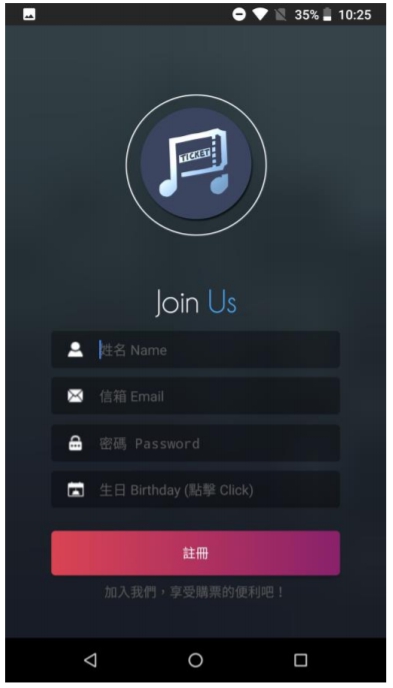 35% 10:25
TICKET
Join Us
姓名 Name
信箱 Email
密碼 Password
生日 Birthday (點擊 Click)
註冊
加入我們，享受購票的便利吧！